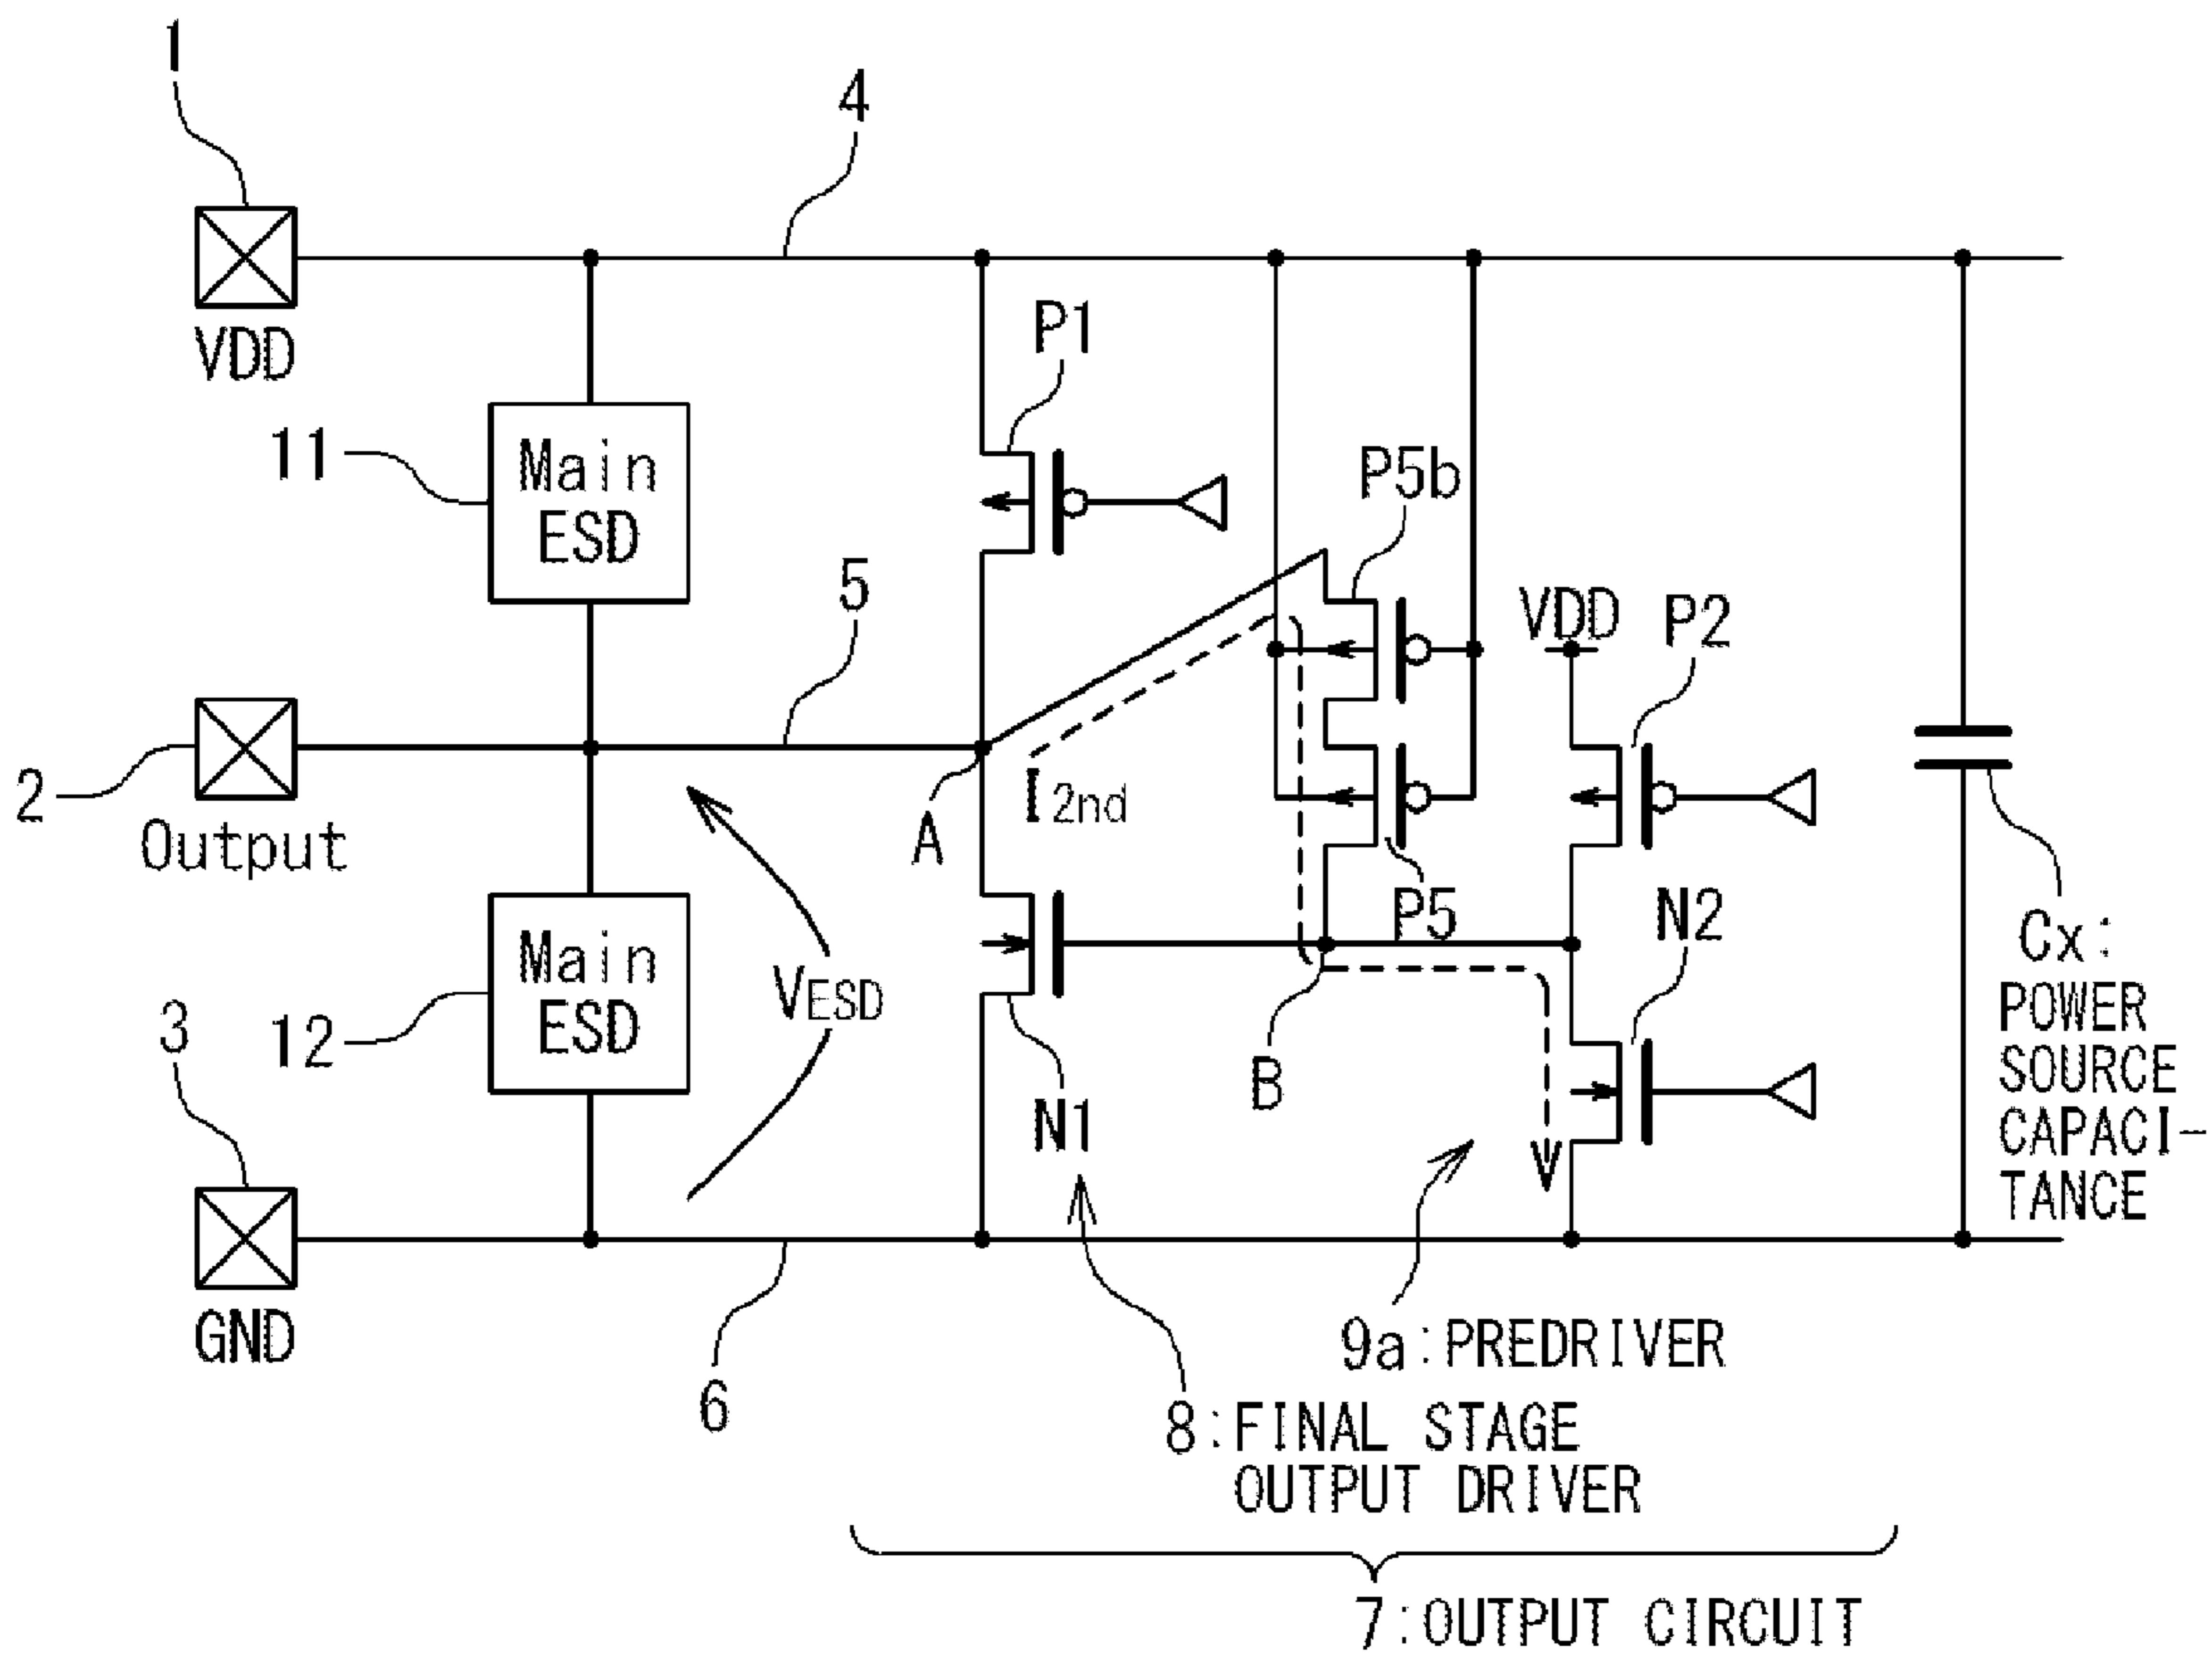 1
4
VDD
P1
11
Main
ESD
P5b
5
VDD
P2
2
Output
A
I2nd
P5
N2
Cx:
POWER
SOURCE
CAPACI-
TANCE
3
12
Main
ESD
VESD
B
N1
GND
6
9a:PREDRIVER
8:FINAL STAGE
OUTPUT DRIVER
7:OUTPUT CIRCUIT